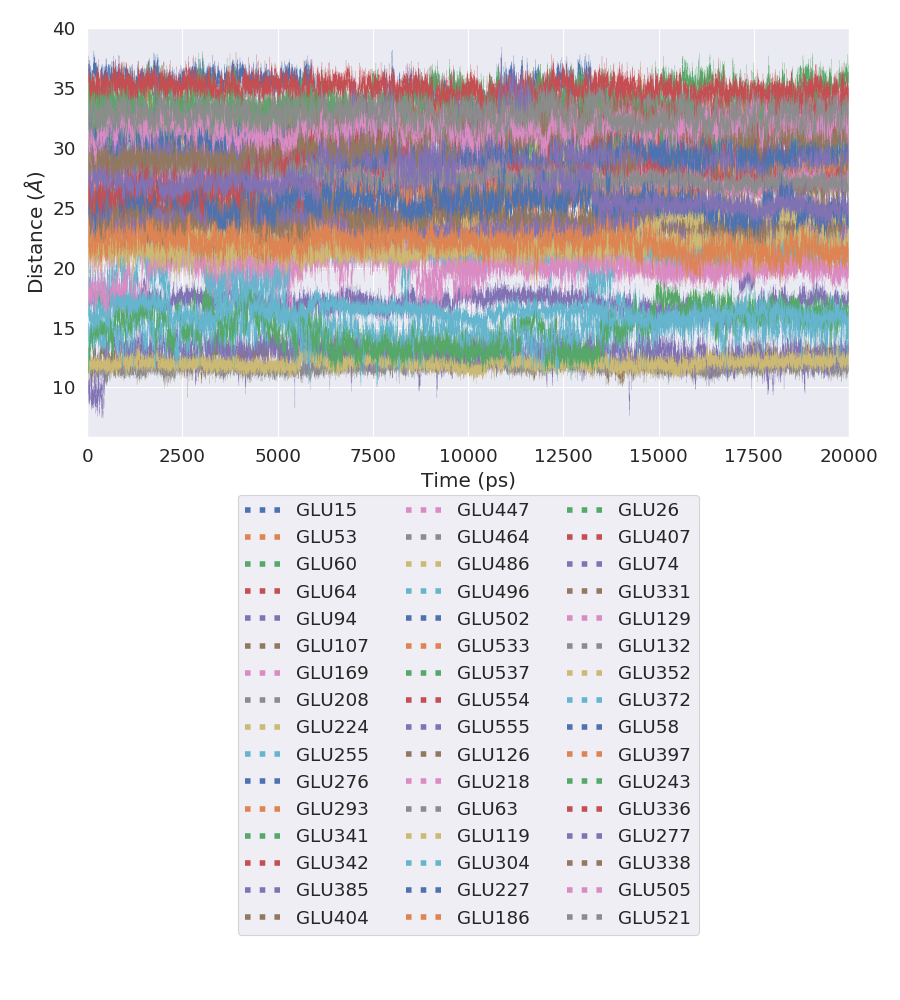 40
35
30
25
20
15
10
Distance (Å)
0 2500 5000 7500 10000 12500 15000 17500 20000
Time (ps)
GLU15 GLU447 GLU26
GLU53 GLU464 GLU407
GLU60 GLU486 GLU74
GLU64 GLU496 GLU331
GLU94 GLU502 GLU129
GLU107 GLU533 GLU132
GLU169 GLU537 GLU352
GLU208 GLU554 GLU372
GLU224 GLU555 GLU58
GLU255 GLU126 GLU397
GLU276 GLU218 GLU243
GLU293 GLU63 GLU336
GLU341 GLU119 GLU277
GLU342 GLU304 GLU338
GLU385 GLU227 GLU505
GLU404 GLU186 GLU521